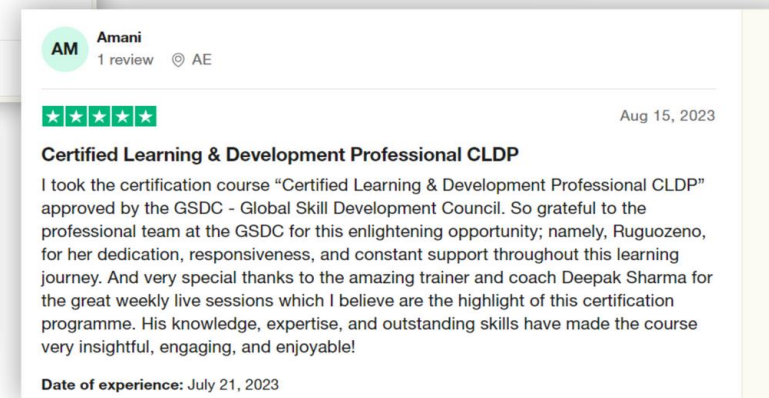 AM
Amani
1 review AE
Aug 15, 2023
Certified Learning & Development Professional CLDP
I took the certification course “Certified Learning & Development Professional CLDP”
approved by the GSDC - Global Skill Development Council. So grateful to the
professional team at the GSDC for this enlightening opportunity; namely, Ruguozeno,
for her dedication, responsiveness, and constant support throughout this learning
journey. And very special thanks to the amazing trainer and coach Deepak Sharma for
the great weekly live sessions which I believe are the highlight of this certification
programme. His knowledge, expertise, and outstanding skills have made the course
very insightful, engaging, and enjoyable!
Date of experience: July 21, 2023